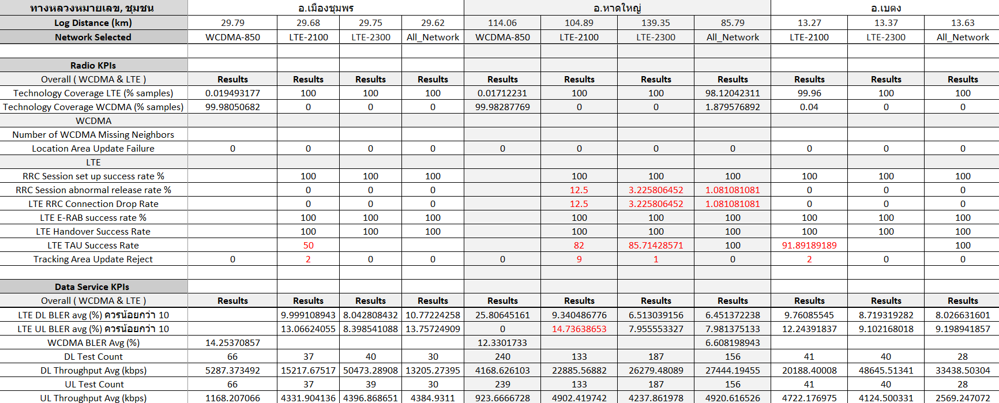 ทางหลวงหมายเลข, ชุมชน อ.เมืองชุมพร อ.หาดใหญ่ อ.เบตง
Log Distance (km) 29.79 29.68 29.75 29.62 114.06 104.89 139.35 85.79 13.27 13.37 13.63
Network Selected WCDMA-850 LTE-2100 LTE-2300 All_Network WCDMA-850 LTE-2100 LTE-2300 All_Network LTE-2100 LTE-2300 All_Network
Radio KPIs
Overall ( WCDMA & LTE ) Results Results Results Results Results Results Results Results Results Results Results
Technology Coverage LTE (% samples) 0.019493177 100 100 100 0.01712231 100 100 98.12042311 99.96 100 100
Technology Coverage WCDMA (% samples) 99.98050682 0 0 0 99.98287769 0 0 1.879576892 0.04 0 0
WCDMA
Number of WCDMA Missing Neighbors
Location Area Update Failure 0 0 0 0 0 0 0 0 0 0 0
LTE
RRC Session set up success rate % 100 100 100 100 100 100 100 100 100
RRC Session abnormal release rate % 0 0 0 12.5 3.225806452 1.081081081 0 0 0
LTE RRC Connection Drop Rate 0 0 0 12.5 3.225806452 1.081081081 0 0 0
LTE E-RAB success rate % 100 100 100 100 100 100 100 100 100
LTE Handover Success Rate 100 100 100 100 100 100 100 100 100
LTE TAU Success Rate 50 82 85.71428571 100 91.89189189 100
Tracking Area Update Reject 0 2 0 0 0 9 1 0 2 0 0
Data Service KPIs
Overall ( WCDMA & LTE ) Results Results Results Results Results Results Results Results Results Results Results
LTE DL BLER avg (%) ควรน้อยกว่า 10 9.999108943 8.042808432 10.77224258 25.80645161 9.340486776 6.513039156 6.451372238 9.76085545 8.719319282 8.026631601
LTE UL BLER avg (%) ควรน้อยกว่า 10 13.06624055 8.398541088 13.75724909 0 14.73638653 7.955553327 7.981375133 12.24391837 9.102168018 9.198941857
WCDMA BLER Avg (%) 14.25370857 12.3301733 6.608198943
DL Test Count 66 37 40 30 240 133 187 156 41 40 28
DL Throughput Avg (kbps) 5287.373492 15217.67517 50473.28908 13205.27395 4168.626103 22885.56882 26279.48089 27444.19455 20188.40008 48645.51341 33438.50304
UL Test Count 66 37 39 30 239 133 187 156 41 40 28
UL Throughput Avg (kbps) 1168.207066 4331.904136 4396.868651 4384.9311 923.6666728 4902.419742 4237.861978 4920.616526 4722.176975 4124.500331 2569.247072